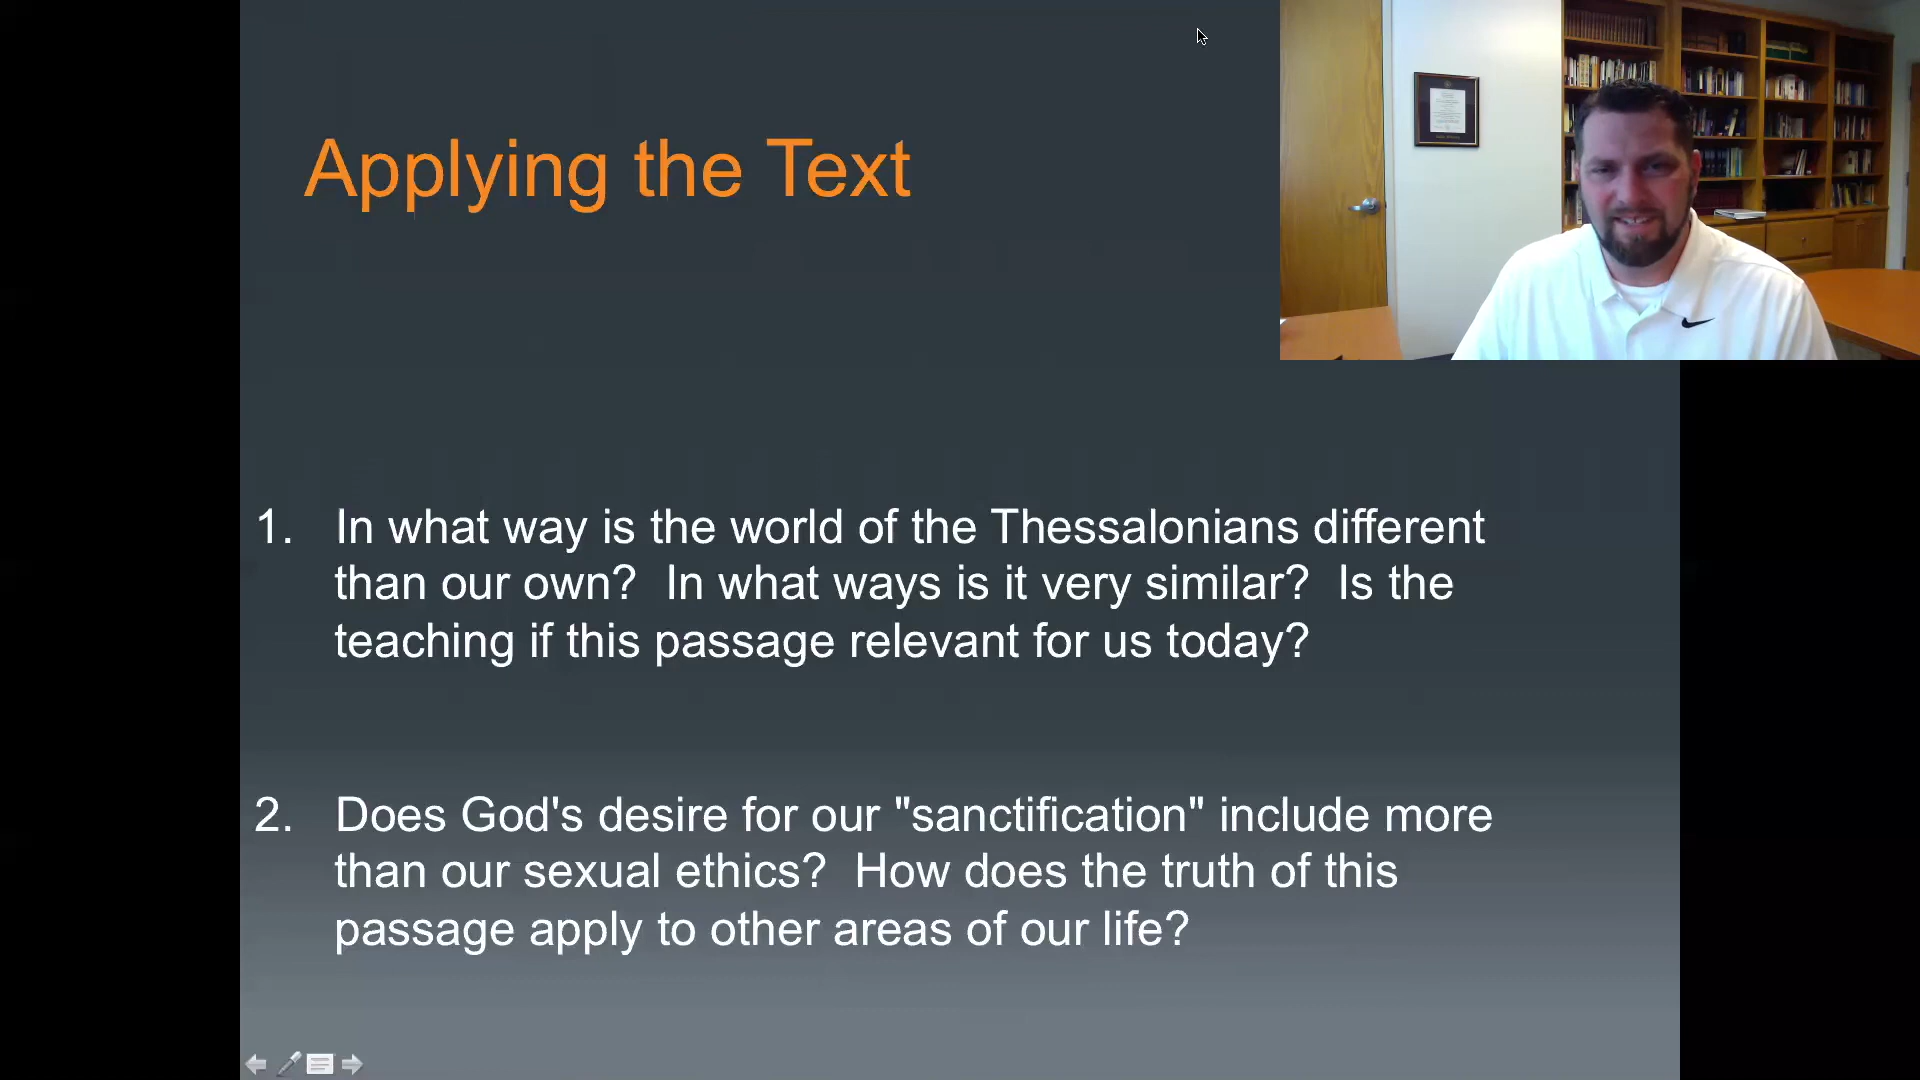 Applying the Text
1. In what way is the world of the Thessalonians different
than our own? In what ways is it very similar? Is the
teaching if this passage relevant for us today?
2. Does God's desire for our "sanctification" include more
than our sexual ethics? How does the truth of this
passage apply to other areas of our life?